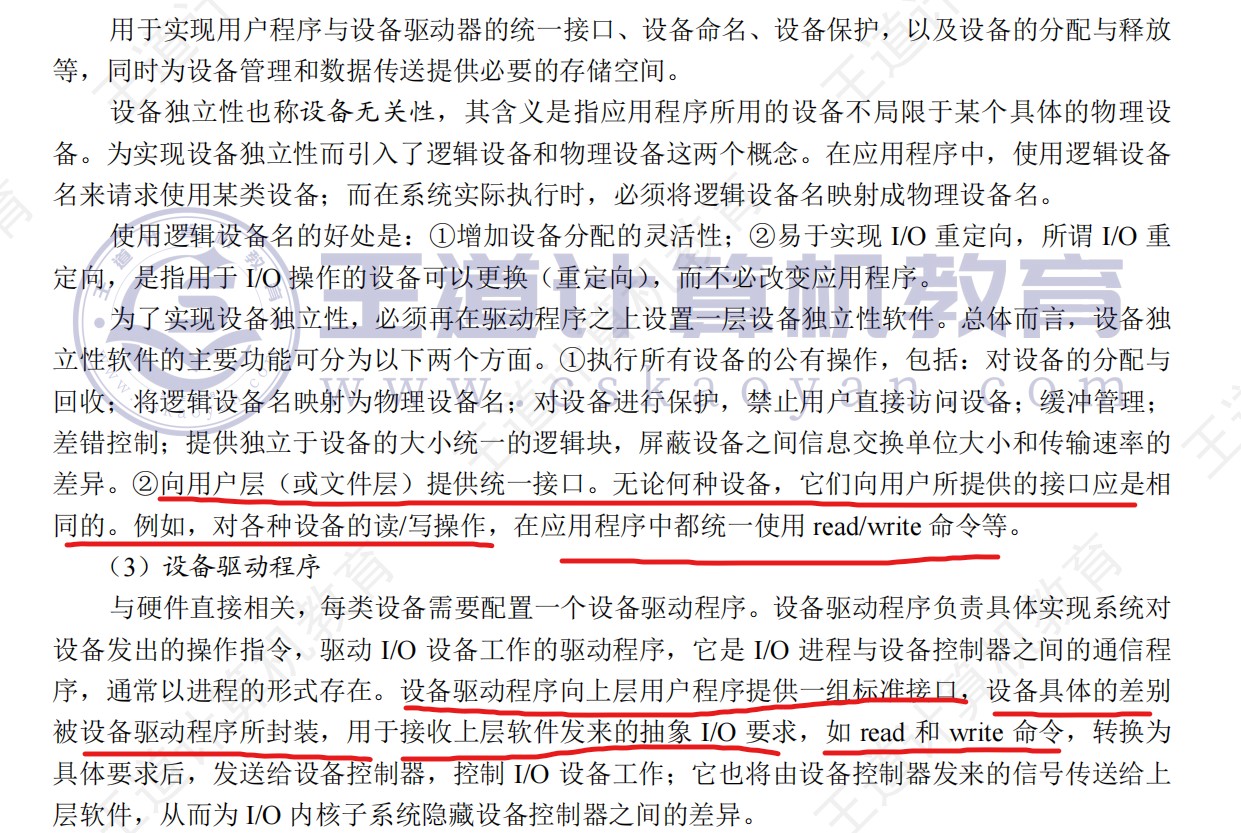 用于实现用户程序与设备驱动器的统一接口、设备命名、设备保护，以及设备的分配与释放
等，同时为设备管理和数据传送提供必要的存储空间。
设备独立性也称设备无关性，其含义是指应用程序所用的设备不局限于某个具体的物理设
备。为实现设备独立性而引入了逻辑设备和物理设备这两个概念。在应用程序中，使用逻辑设备
名来请求使用某类设备；而在系统实际执行时，必须将逻辑设备名映射成物理设备名。
使用逻辑设备名的好处是：①增加设备分配的灵活性；②易于实现 I/O 重定向，所谓 I/O 重
定向，是指用于 I/O 操作的设备可以更换（重定向），而不必改变应用程序。
为了实现设备独立性，必须再在驱动程序之上设置一层设备独立性软件。总体而言，设备独
立性软件的主要功能可分为以下两个方面。①执行所有设备的公有操作，包括：对设备的分配与
回收；将逻辑设备名映射为物理设备名；对设备进行保护，禁止用户直接访问设备；缓冲管理；
差错控制；提供独立于设备的大小统一的逻辑块，屏蔽设备之间信息交换单位大小和传输速率的
差异。②向用户层（或文件层）提供统一接口。无论何种设备，它们向用户所提供的接口应是相
同的。例如，对各种设备的读/写操作，在应用程序中都统一使用 read/write 命令等。
（3）设备驱动程序
与硬件直接相关，每类设备需要配置一个设备驱动程序。设备驱动程序负责具体实现系统对
设备发出的操作指令，驱动 I/O 设备工作的驱动程序，它是 I/O 进程与设备控制器之间的通信程
序，通常以进程的形式存在。设备驱动程序向上层用户程序提供一组标准接口，设备具体的差别
被设备驱动程序所封装，用于接收上层软件发来的抽象 I/O 要求，如 read 和 write 命令，转换为
具体要求后，发送给设备控制器，控制 I/O 设备工作；它也将由设备控制器发来的信号传送给上
层软件，从而为 I/O 内核子系统隐藏设备控制器之间的差异。
王道计算机教育
www.cskaoyan.com